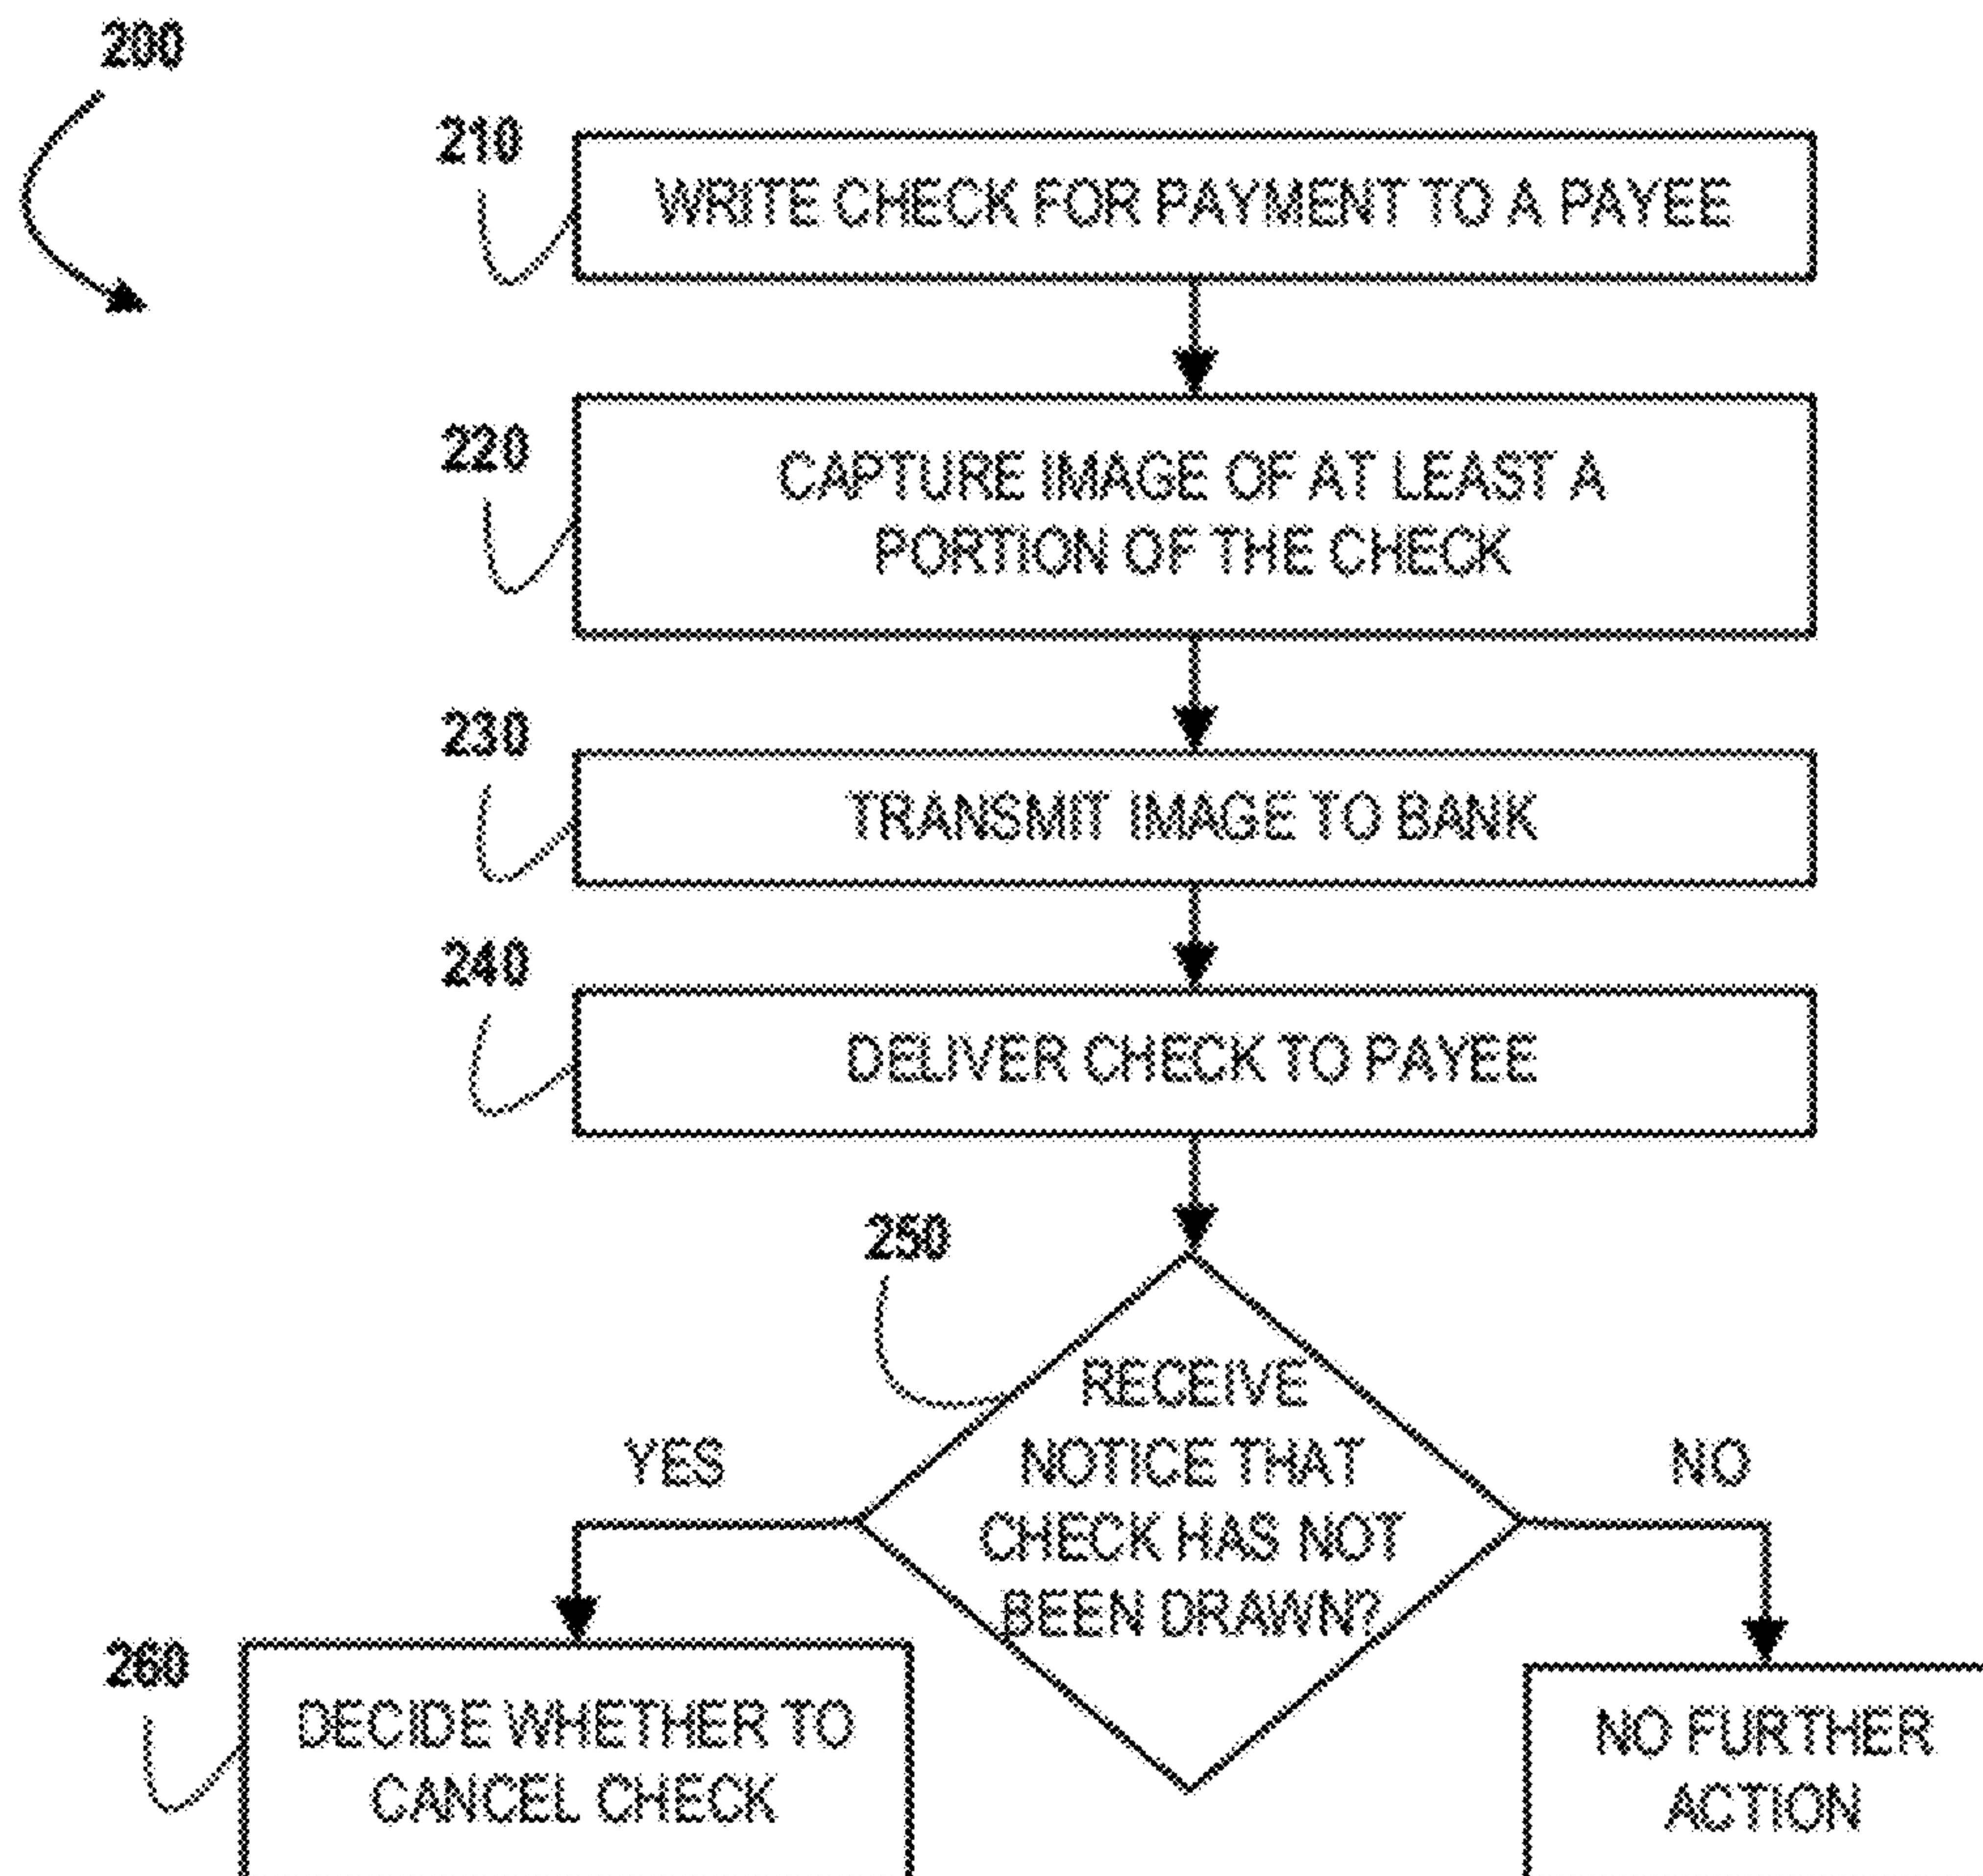 200
210
WRITE CHECK FOR PAYMENT TO A PAYEE
220
CAPTURE IMAGE OF AT LEAST A
PORTION OF THE CHECK
230
TRANSMIT IMAGE TO BANK
240
DELIVER CHECK TO PAYEE
250
RECEIVE
NOTICE THAT
CHECK HAS NOT
BEEN DRAWN?
YES
NO
260
DECIDE WHETHER TO
CANCEL CHECK
NO FURTHER
ACTION